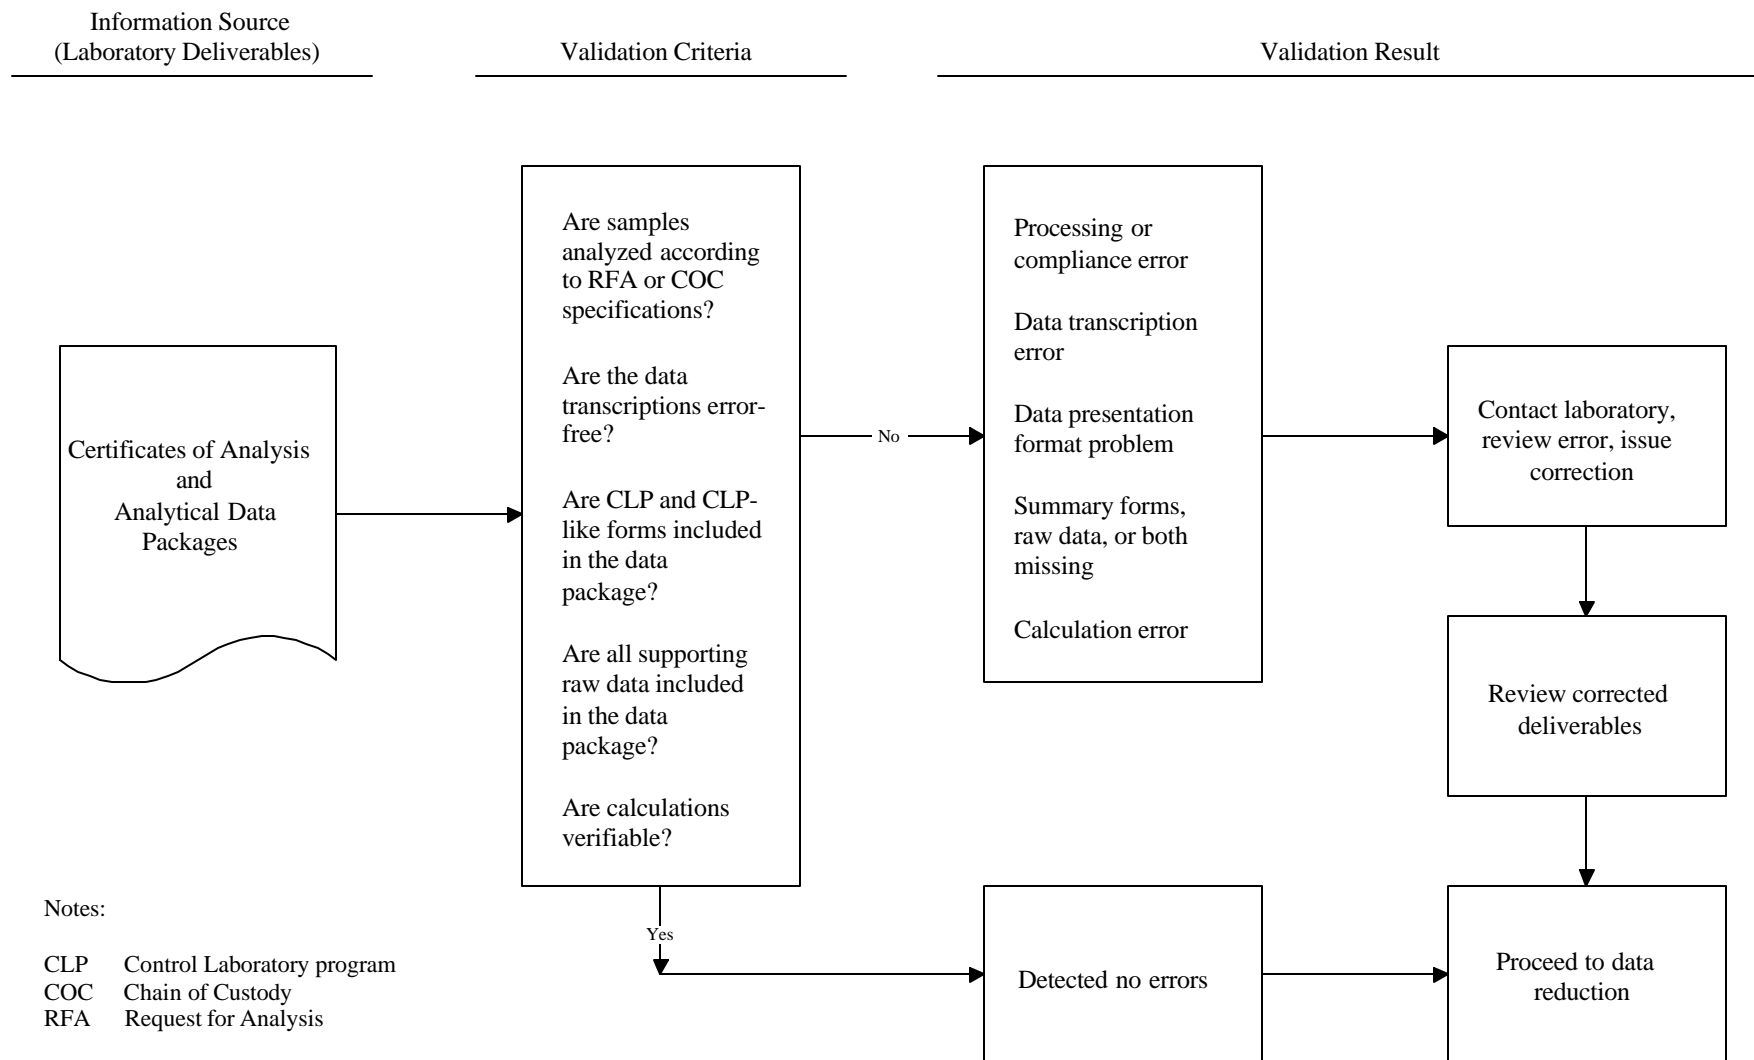 Information Source
(Laboratory Deliverables)
Validation Criteria
Validation Result
Certificates of Analysis
and
Analytical Data
Packages
Are samples
analyzed according
to RFA or COC
specifications?
Are the data
transcriptions error-
free?
Are CLP and CLP-
like forms included
in the data
package?
Are all supporting
raw data included
in the data
package?
Are calculations
verifiable?
No
Yes
Processing or
compliance error
Data transcription
error
Data presentation
format problem
Summary forms,
raw data, or both
missing
Calculation error
Contact laboratory,
review error, issue
correction
Review corrected
deliverables
Detected no errors
Proceed to data
reduction
Notes:
CLP Control Laboratory program
COC Chain of Custody
RFA Request for Analysis